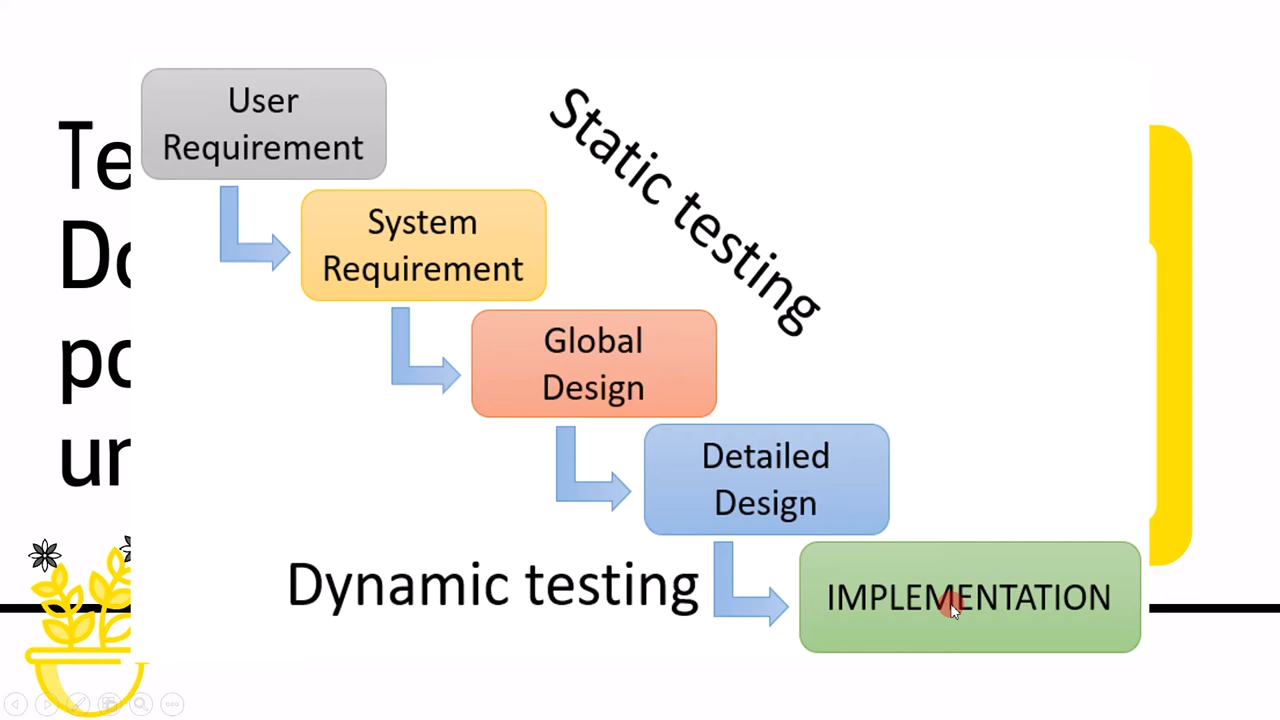 User
Requirement
System
Requirement
Global
Design
Detailed
Design
IMPLEMENTATION
Static testing
Dynamic testing